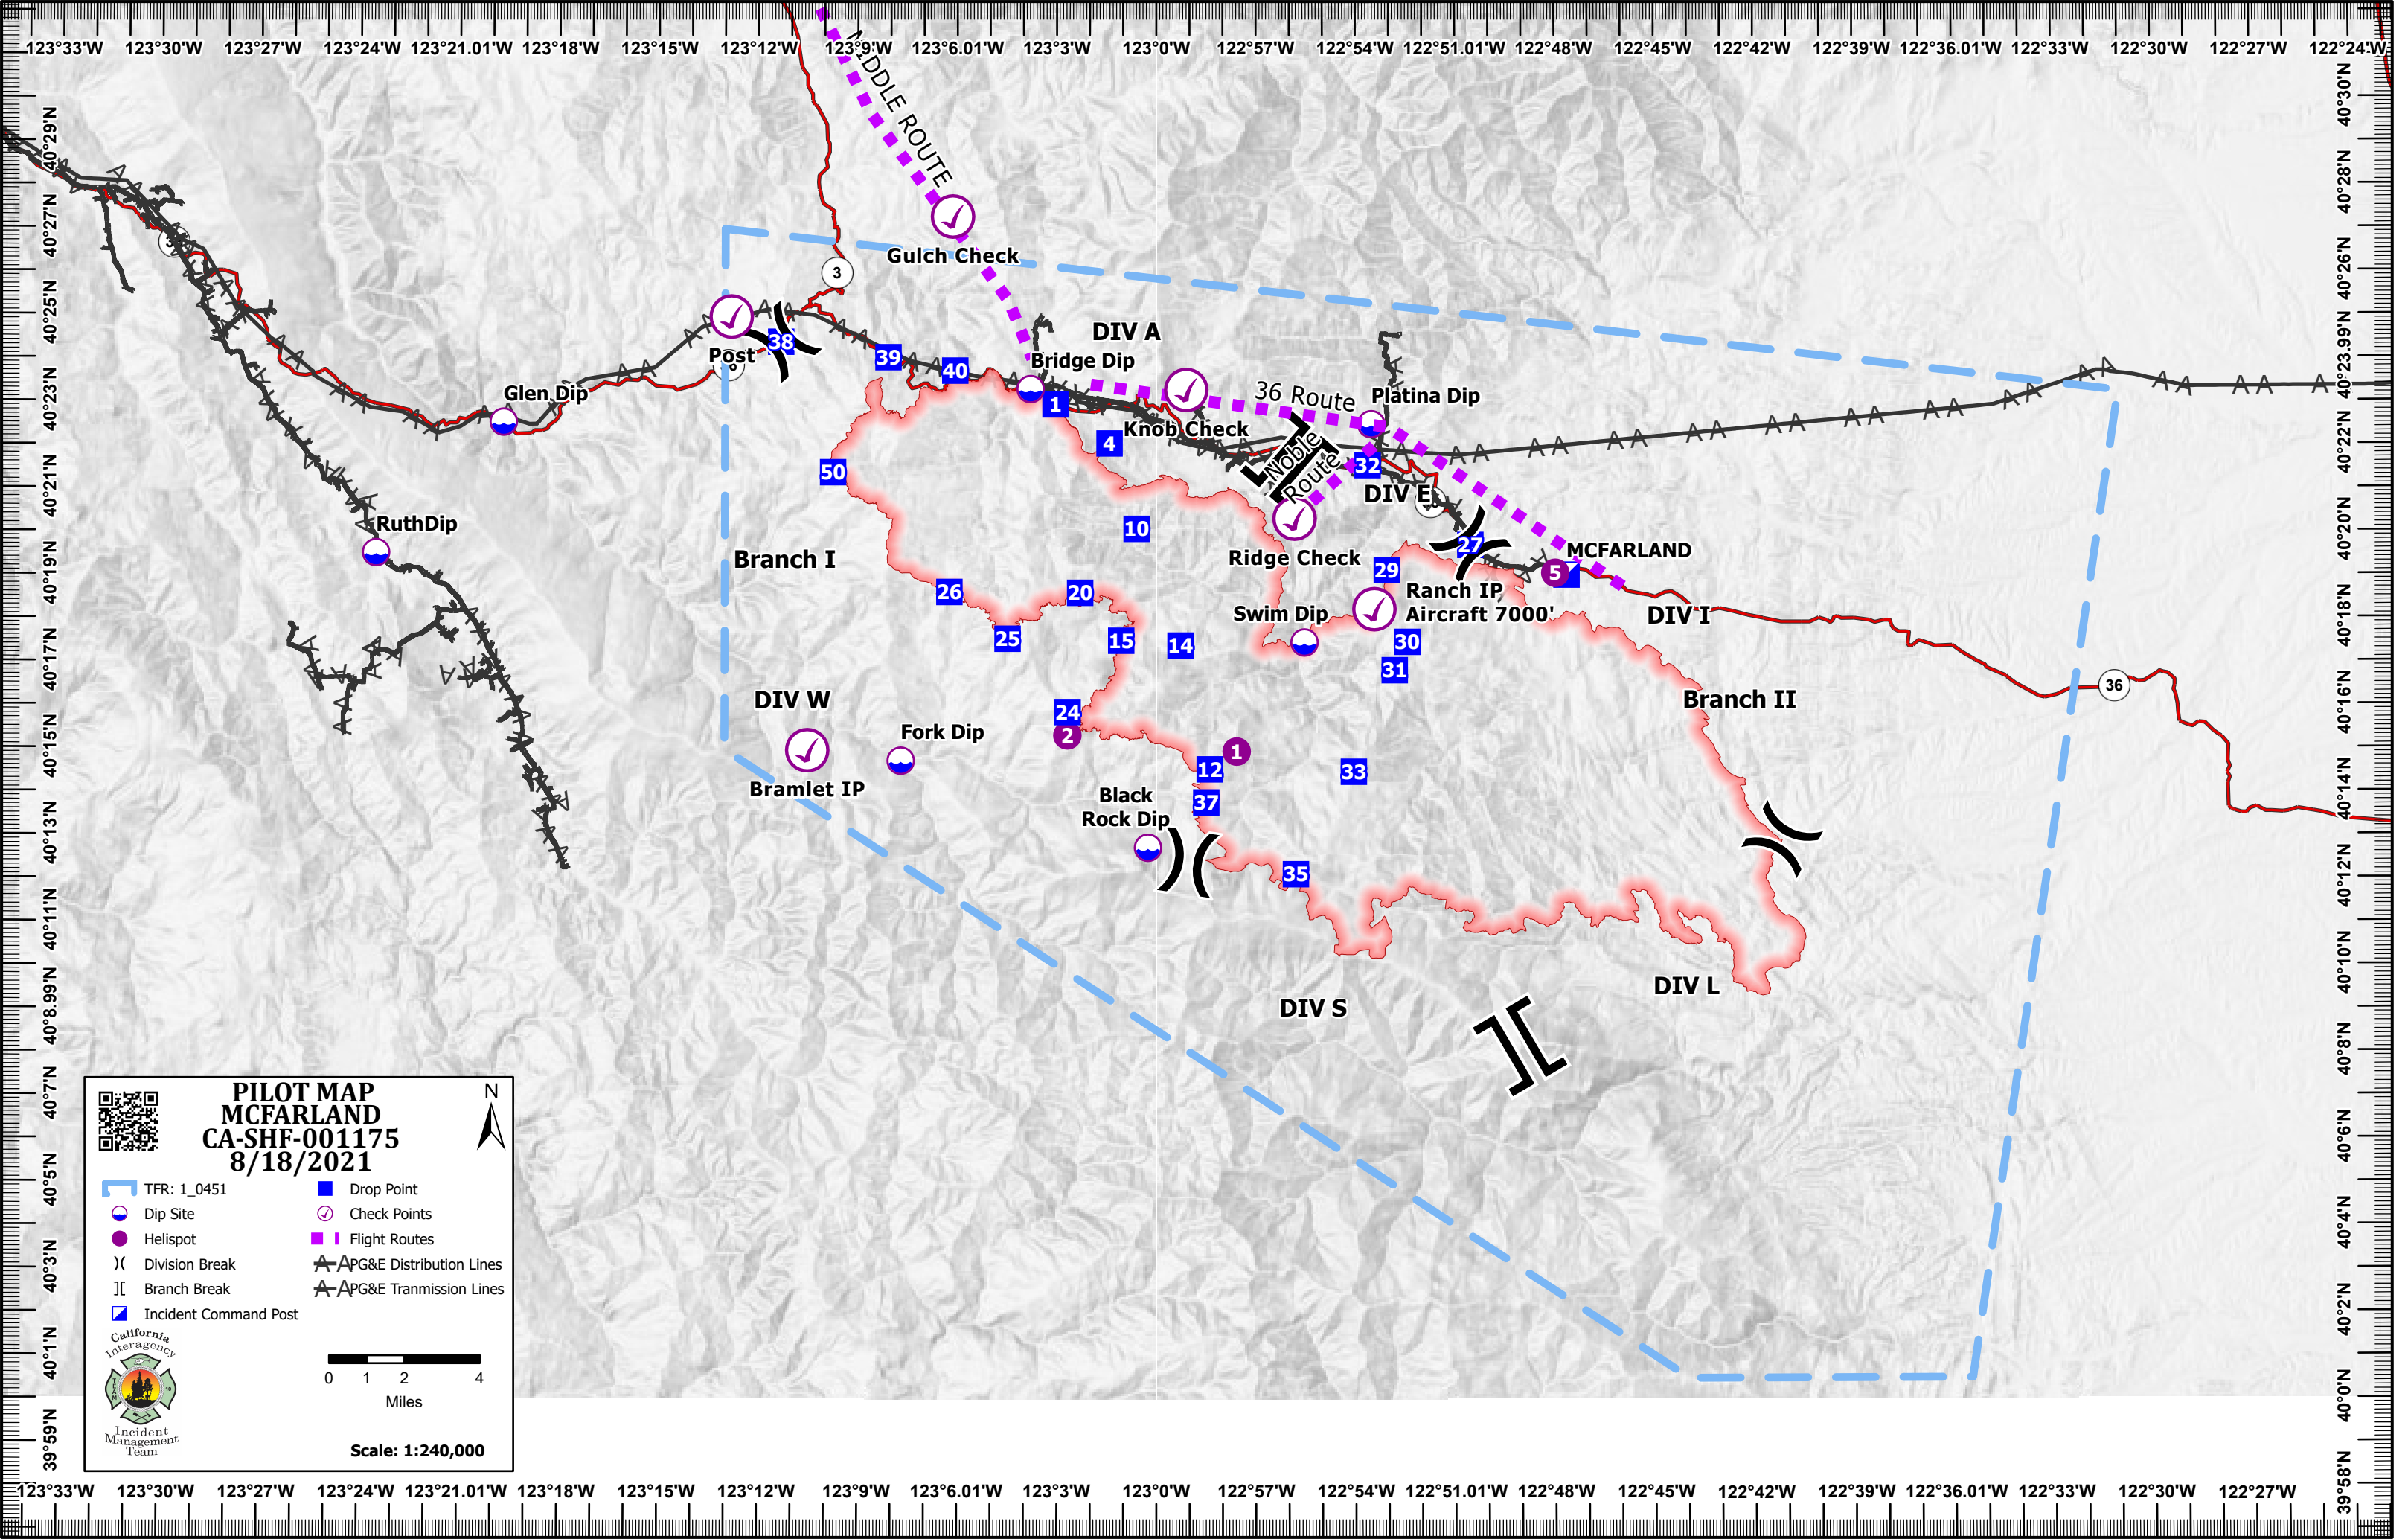 123°33'W 123°30'W 123°27'W 123°24'W 123°21.01'W 123°18'W 123°15'W 123°12'W 123°9'W 123°6.01'W 123°3'W 123°0'W 122°57'W 122°54'W 122°51.01'W 122°48'W 122°45'W 122°42'W 122°39'W 122°36.01'W 122°33'W 122°30'W 122°27'W 122°24'W
40°29'N
40°27'N
40°25'N
40°23'N
40°21'N
40°19'N
40°17'N
40°15'N
40°13'N
40°11'N
40°8.99'N
40°7'N
40°5'N
40°3'N
40°1'N
39°59'N
40°30'N
40°28'N
40°26'N
40°23.99'N
40°22'N
40°20'N
40°18'N
40°16'N
40°14'N
40°12'N
40°10'N
40°8'N
40°6'N
40°4'N
40°2'N
40°0'N
39°58'N
MIDDLE ROUTE
Gulch Check
3
Post
38
39
40
DIV A
Bridge Dip
1
4
Knob Check
36 Route
Platina Dip
Glen Dip
50
Noble
Route
32
DIV E
RuthDip
10
Branch I
Ridge Check
27
MCFARLAND
5
29
Ranch IP
Aircraft 7000'
26
20
Swim Dip
DIV I
25
15
14
30
31
36
DIV W
Branch II
24
2
Fork Dip
1
12
33
Bramlet IP
37
Black
Rock Dip
35
DIV S
DIV L
PILOT MAP
MCFARLAND
CA-SHF-001175
8/18/2021
N
TFR: 1_0451
Dip Site
Helispot
Division Break
Branch Break
Incident Command Post
Drop Point
Check Points
Flight Routes
PG&E Distribution Lines
PG&E Tranmission Lines
California
Interagency
TEAM
10
Incident
Management
Team
0 1 2 4
Miles
Scale: 1:240,000
123°33'W 123°30'W 123°27'W 123°24'W 123°21.01'W 123°18'W 123°15'W 123°12'W 123°9'W 123°6.01'W 123°3'W 123°0'W 122°57'W 122°54'W 122°51.01'W 122°48'W 122°45'W 122°42'W 122°39'W 122°36.01'W 122°33'W 122°30'W 122°27'W